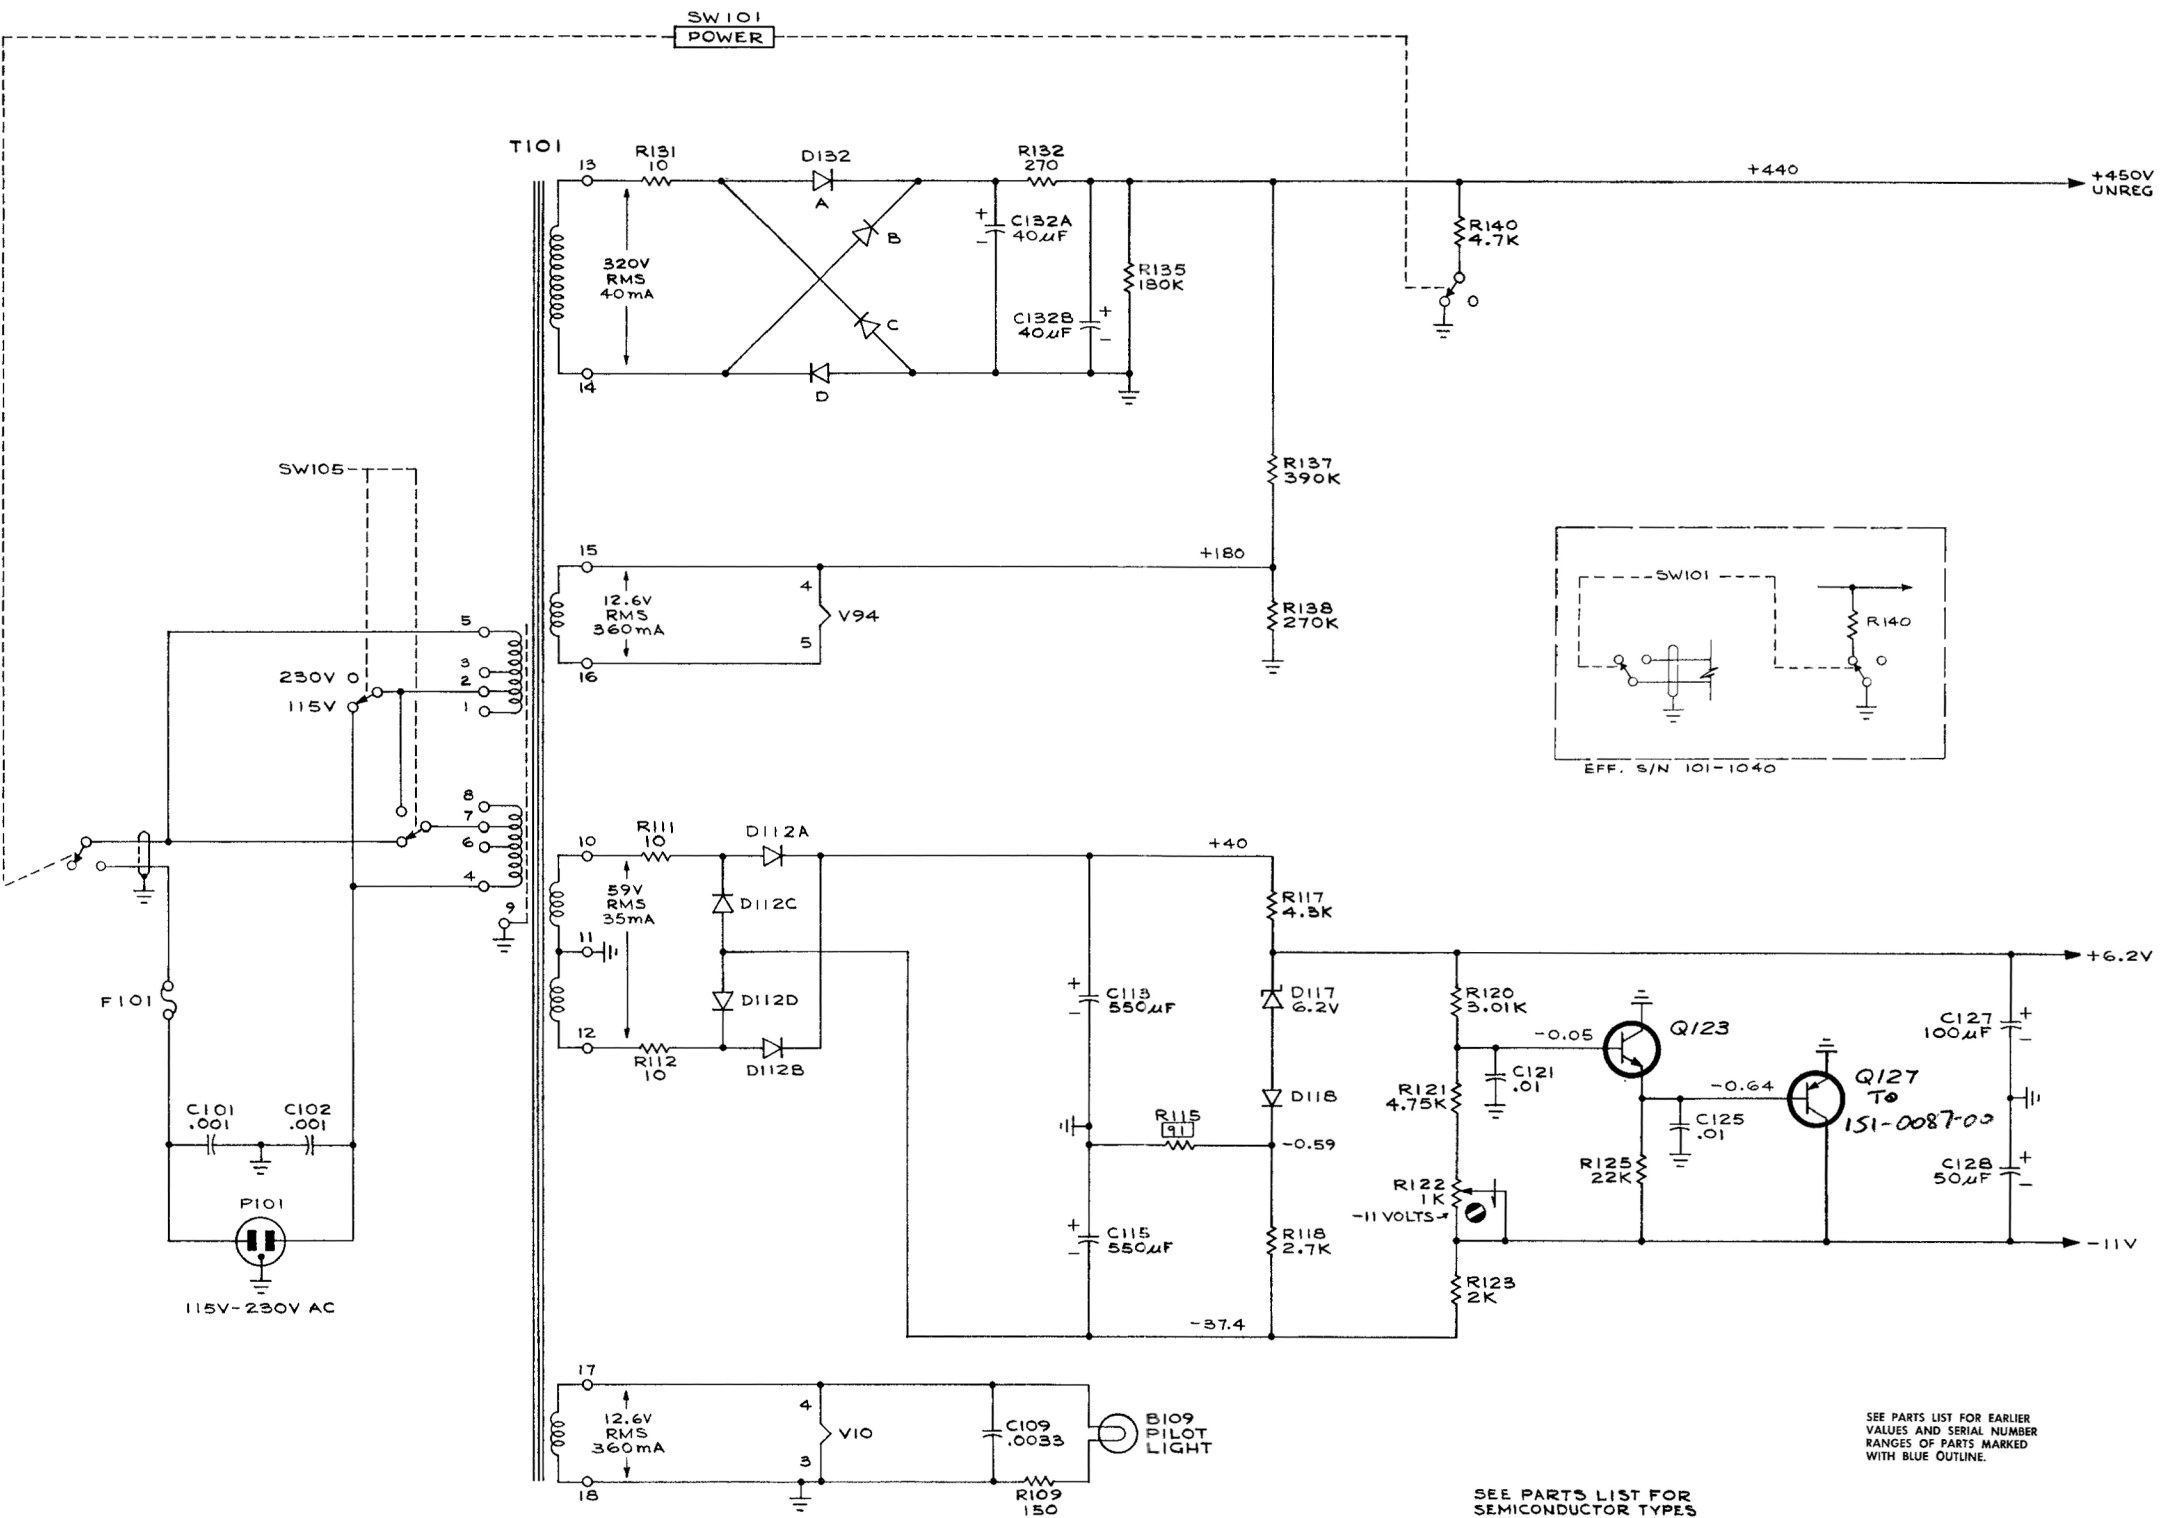 SW101
POWER
T101
13
R131
10
D132
A
B
C
D
320V
RMS
40mA
14
+
C132A
40µF
−
R132
270
C132B
40µF
+
−
R135
180K
+440
+450V
UNREG
R140
4.7K
R137
390K
SW105
15
12.6V
RMS
360mA
16
4
V94
5
+180
R138
270K
SW101
R140
EFF. S/N 101-1040
5
3
2
1
230V
115V
8
7
6
4
9
10
R111
10
D112A
59V
RMS
35mA
D112C
11
D112D
12
R112
10
D112B
+40
R117
4.3K
+
C113
550µF
−
D117
6.2V
D118
R115
91
-0.59
+
C115
550µF
−
R118
2.7K
-37.4
+6.2V
R120
3.01K
-0.05
Q123
C121
.01
R121
4.75K
-0.64
Q127
TO
151-0087-00
C125
.01
R125
22K
R122
1K
-11 VOLTS
R123
2K
C127
100µF
+
−
C128
50µF
+
−
-11V
F101
C101
.001
C102
.001
P101
115V-230V AC
17
12.6V
RMS
360mA
18
4
V10
3
C109
.0033
R109
150
B109
PILOT
LIGHT
SEE PARTS LIST FOR EARLIER
VALUES AND SERIAL NUMBER
RANGES OF PARTS MARKED
WITH BLUE OUTLINE.
SEE PARTS LIST FOR
SEMICONDUCTOR TYPES